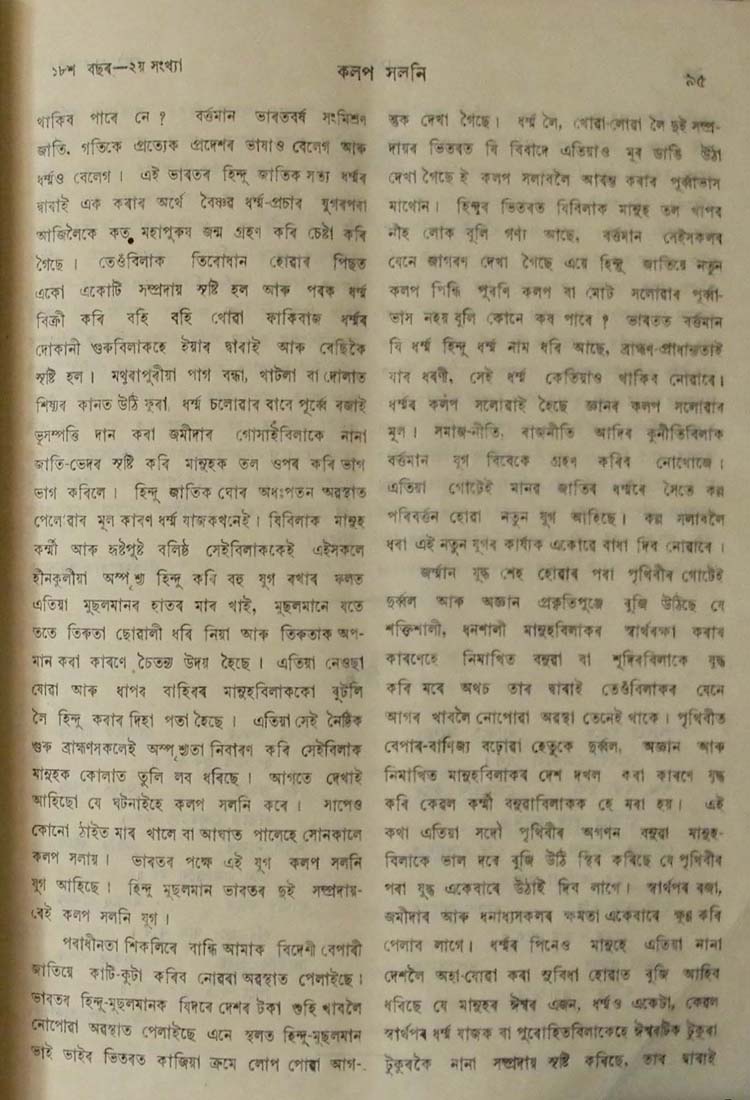 ১৮শ বছৰ—২য় সংখ্যা
কলপ সলনি
৯৫
থাকিব পাৰে নে ? বৰ্ত্তমান ভাৰতবৰ্ষ সংমিশ্ৰণ
জাতি, গতিকে প্ৰত্যেক প্ৰদেশৰ ভাষাও বেলেগ আৰু
ধৰ্ম্মও বেলেগ । এই ভাৰতৰ হিন্দু জাতিক সত্য ধৰ্ম্মৰ
দ্বাৰাই এক কৰাৰ অৰ্থে বৈষ্ণৱ ধৰ্ম্ম-প্ৰচাৰ যুগৰপৰা
আজিলৈকে কত মহাপুৰুষ জন্ম গ্ৰহণ কৰি চেষ্টা কৰি
গৈছে । তেওঁবিলাক তিৰোধান হোৱাৰ পিছত
একো একোটি সম্প্ৰদায় সৃষ্টি হল আৰু পৰক ধৰ্ম্ম
বিক্ৰী কৰি বহি বহি খোৱা ফাকিবাজ ধৰ্ম্মৰ
দোকানী গুৰুবিলাকহে ইয়াৰ দ্বাৰাই আৰু বেছিকৈ
সৃষ্টি হল । মথুৰাপুৰীয়া পাগ বন্ধা, খাটলা বা দোলাত
শিষ্যৰ কানত উঠি ফুৰা, ধৰ্ম্ম চলোৱাৰ বাবে পূৰ্ব্বে ৰজাই
ভূসম্পত্তি দান কৰা জমীদাৰ গোসাইঁবিলাকে নানা
জাতি-ভেদৰ সৃষ্টি কৰি মানুহক তল ওপৰ কৰি ভাগ
ভাগ কৰিলে । হিন্দু জাতিক ঘোৰ অধঃপতন অৱস্থাত
পেলোৱাৰ মূল কাৰণ ধৰ্ম্ম যাজকখনেই । যিবিলাক মানুহ
কৰ্ম্মী আৰু হৃষ্টপুষ্ট বলিষ্ঠ সেইবিলাককেই এইসকলে
হীনকুলীয়া অস্পৃশ্য হিন্দু কৰি বহু যুগ ৰখাৰ ফলত
এতিয়া মুছলমানৰ হাতৰ মাৰ খাই, মুছলমানে যতে
ততে তিৰুতা ছোৱালী ধৰি নিয়া আৰু তিৰুতাক অপ-
মান কৰা কাৰণে চৈতন্য উদয় হৈছে । এতিয়া নেওছা
যোৱা আৰু ধাপৰ বাহিৰৰ মানুহবিলাককো বুটলি
লৈ হিন্দু কৰাৰ দিহা পতা হৈছে । এতিয়া সেই নৈষ্ঠিক
গুৰু ব্ৰাহ্মণসকলেই অস্পৃশ্যতা নিবাৰণ কৰি সেইবিলাক
মানুহক কোলাত তুলি লব ধৰিছে । আগতে দেখাই
আহিছো যে ঘটনাইহে কলপ সলনি কৰে । সাপেও
কোনো ঠাইত মাৰ খালে বা আঘাত পালেহে সোনকালে
কলপ সলায় । ভাৰতৰ পক্ষে এই যুগ কলপ সলনি
যুগ আহিছে । হিন্দু মুছলমান ভাৰতৰ দুই সম্প্ৰদায়-
ৰেই কলপ সলনি যুগ !
পৰাধীনতা শিকলিৰে বান্ধি আমাক বিদেশী বেপাৰী
জাতিয়ে কাটি-কুটা কৰিব নোৱৰা অৱস্থাত পেলাইছে ।
ভাৰতৰ হিন্দু-মুছলমানক যিদৰে দেশৰ টকা শুহি খাবলৈ
নোপোৱা অৱস্থাত পেলাইছে এনে স্থলত হিন্দু-মুছলমান
ভাই ভাইৰ ভিতৰত কাজিয়া ক্ৰমে লোপ পোৱা আগ-
ন্তুক দেখা গৈছে । ধৰ্ম্ম লৈ, খোৱা-লোৱা লৈ দুই সম্প্ৰ-
দায়ৰ ভিতৰত যি বিবাদে এতিয়াও মূৰ ডাঙি উঠা
দেখা গৈছে ই কলপ সলাবলৈ আৰম্ভ কৰাৰ পূৰ্ব্বাভাস
মাথোন । হিন্দুৰ ভিতৰত যিবিলাক মানুহ তল খাপৰ
নীহ লোক বুলি গণ্য আছে, বৰ্ত্তমান সেইসকলৰ
যেনে জাগৰণ দেখা গৈছে এয়ে হিন্দু জাতিয়ে নতুন
কলপ পিন্ধি পুৰণি কলপ বা মোট সলোৱাৰ পূৰ্ব্বা-
ভাস নহয় বুলি কোনে কব পাৰে ? ভাৰতত বৰ্ত্তমান
যি ধৰ্ম্ম হিন্দু ধৰ্ম্ম নাম ধৰি আছে, ব্ৰাহ্মণ-প্ৰাধান্যতাই
যাৰ ধৰণী, সেই ধৰ্ম্ম কেতিয়াও থাকিব নোৱাৰে।
ধৰ্ম্মৰ কলপ সলোৱাই হৈছে জ্ঞানৰ কলপ সলোৱাৰ
মূল । সমাজ-নীতি, ৰাজনীতি আদিৰ কুনীতিবিলাক
বৰ্ত্তমান যুগ বিবেকে গ্ৰহণ কৰিব নোখোজে ।
এতিয়া গোটেই মানৱ জাতিৰ ধৰ্ম্মৰে সৈতে কল্প
পৰিবৰ্ত্তন হোৱা নতুন যুগ আহিছে । কল্প সলাবলৈ
ধৰা এই নতুন যুগৰ কাৰ্য্যক একোৱে বাধা দিব নোৱাৰে ।
জৰ্ম্মান যুদ্ধ শেহ হোৱাৰ পৰা পৃথিবীৰ গোটেই
দুৰ্ব্বল আৰু অজ্ঞান প্ৰকৃতিপুঞ্জে বুজি উঠিছে যে
শক্তিশালী, ধনশালী মানুহবিলাকৰ স্বাৰ্থৰক্ষা কৰাৰ
কাৰণেহে নিমাখিত বনুৱা বা শূদিৰবিলাকে যুদ্ধ
কৰি মৰে অথচ তাৰ দ্বাৰাই তেওঁবিলাকৰ যেনে
আগৰ খাবলৈ নোপোৱা অৱস্থা তেনেই থাকে । পৃথিবীত
বেপাৰ-বাণিজ্য বঢ়োৱা হেতুকে দুৰ্ব্বল, অজ্ঞান আৰু
নিমাখিত মানুহবিলাকৰ দেশ দখল কৰা কাৰণে যুদ্ধ
কৰি কেৱল কৰ্ম্মী বনুৱাবিলাকক হে মৰা হয় । এই
কথা এতিয়া সদৌ পৃথিবীৰ অগণন বনুৱা মানুহ-
বিলাকে ভাল দৰে বুজি উঠি স্থিৰ কৰিছে যে পৃথিবীৰ
পৰা যুদ্ধ একেবাৰে উঠাই দিব লাগে । স্বাৰ্থপৰ ৰজা,
জমীদাৰ আৰু ধনাধ্যসকলৰ ক্ষমতা একেবাৰে ক্ষুণ্ণ কৰি
পেলাব লাগে । ধৰ্ম্মৰ পিনেও মানুহে এতিয়া নানা
দেশলৈ অহা-যোৱা কৰা সুবিধা হোৱাত বুজি আহিব
ধৰিছে যে মানুহৰ ঈশ্বৰ এজন, ধৰ্ম্মও একেটা, কেৱল
স্বাৰ্থপৰ ধৰ্ম্ম যাজক বা পুৰোহিতবিলাকেহে ঈশ্বৰটিক টুকুৰা
টুকুৰকৈ নানা সম্প্ৰদায় সৃষ্টি কৰিছে, তাৰ দ্বাৰাই